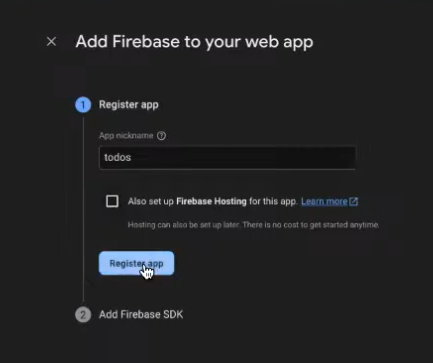 Add Firebase to your web app
1 Register app
App nickname
todos
Also set up Firebase Hosting for this app. Learn more
Hosting can also be set up later. There is no cost to get started anytime.
Register app
2 Add Firebase SDK